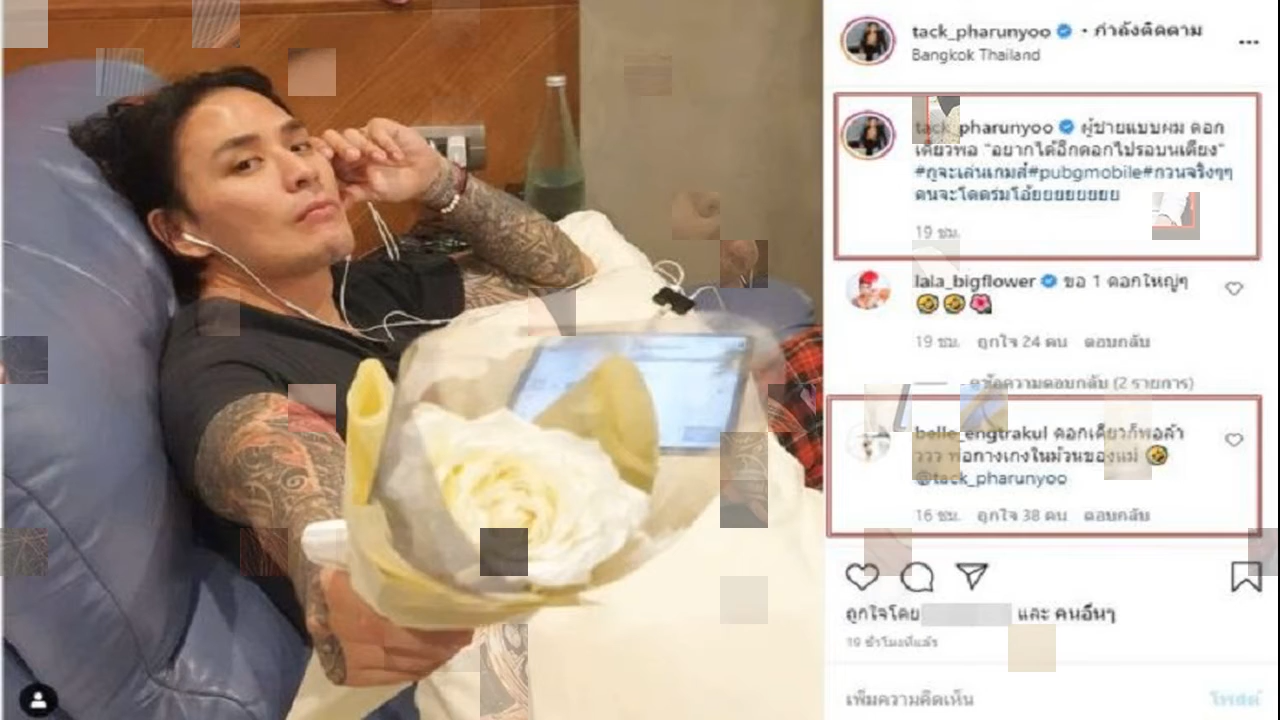 tack_pharunyoo • กำลังติดตาม
Bangkok Thailand
tack_pharunyoo ผู้ชายแบบผม ดอก
เดียวพอ "อยากได้อีกดอกไปรอบนเตียง"
#กูจะเล่นเกมส์#pubgmobile#กวนจริงๆๆ
คนจะโดดร่มโอ้ยยยยยยยย
19 ชม.
lala_bigflower ขอ 1 ดอกใหญ่ๆ
19 ชม. ถูกใจ 24 คน ตอบกลับ
ดูข้อความตอบกลับ (2 รายการ)
belle_engtrakul ดอกเดียวก็พอล้า
ววว พ่อกางเกงในม้วนของแม่
@tack_pharunyoo
16 ชม. ถูกใจ 38 คน ตอบกลับ
ถูกใจโดย และ คนอื่นๆ
19 ชั่วโมงที่แล้ว
เพิ่มความคิดเห็น
โพสต์